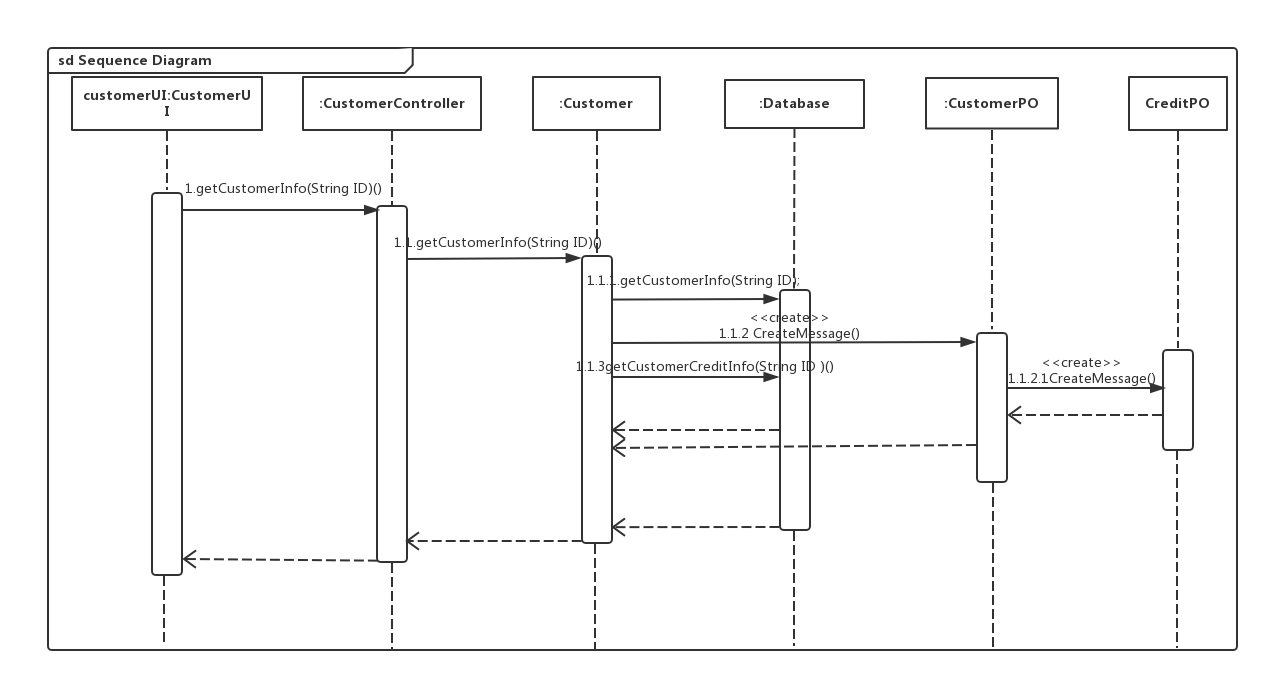 sd Sequence Diagram
customerUI:CustomerU
I
:CustomerController
:Customer
:Database
:CustomerPO
CreditPO
1.getCustomerInfo(String ID)()
1.1.getCustomerInfo(String ID)()
1.1.1.getCustomerInfo(String ID);
<<create>>
1.1.2 CreateMessage()
1.1.3getCustomerCreditInfo(String ID )()
<<create>>
1.1.2.1CreateMessage()